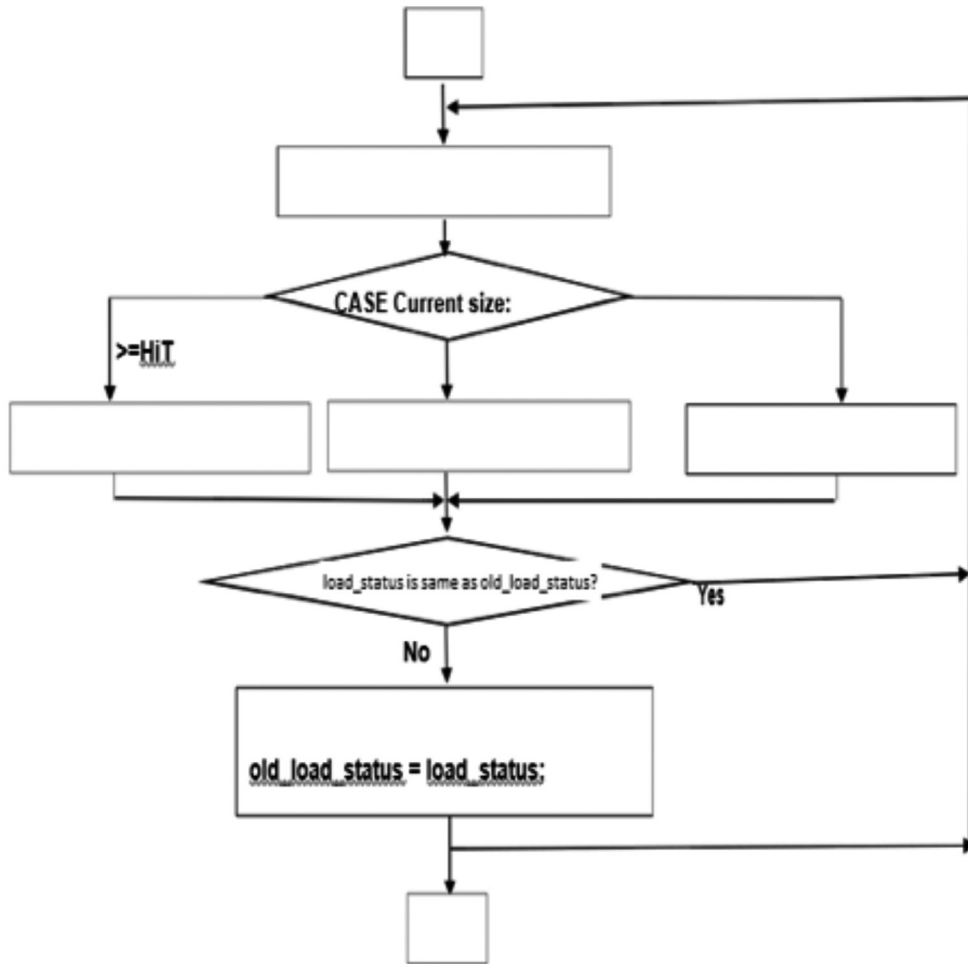 CASE Current size:
>=HiT
load_status is same as old_load_status?
Yes
No
old_load_status = load_status;